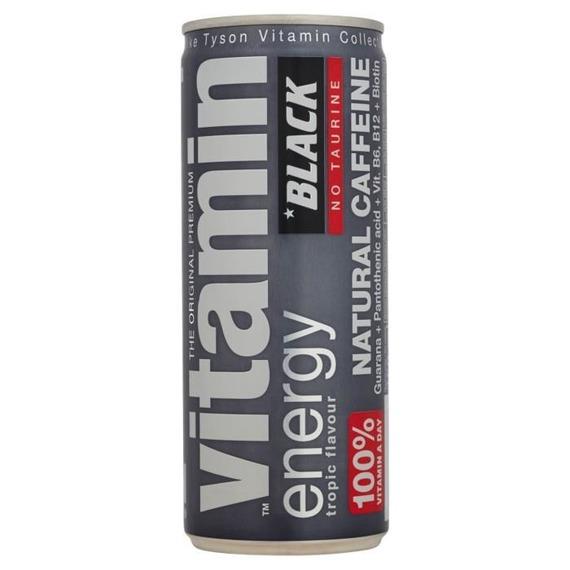 Tyson Vitamin
THE ORIGINAL PREMIUM
vitamin
TM
*BLACK
NO TAURINE
energy
tropic flavour
NATURAL CAFFEINE
Guarana + Pantothenic acid + Vit. B6, B12 + Biotin
100%
VITAMIN A DAY